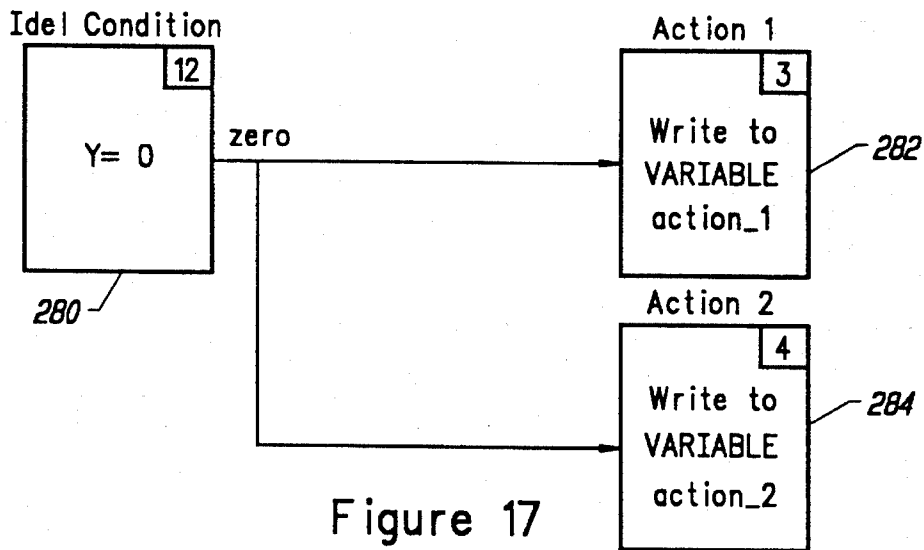 Idel Condition
12
Y= 0
zero
280
Action 1
3
Write to
VARIABLE
action_1
282
Action 2
4
Write to
VARIABLE
action_2
284
Figure 17